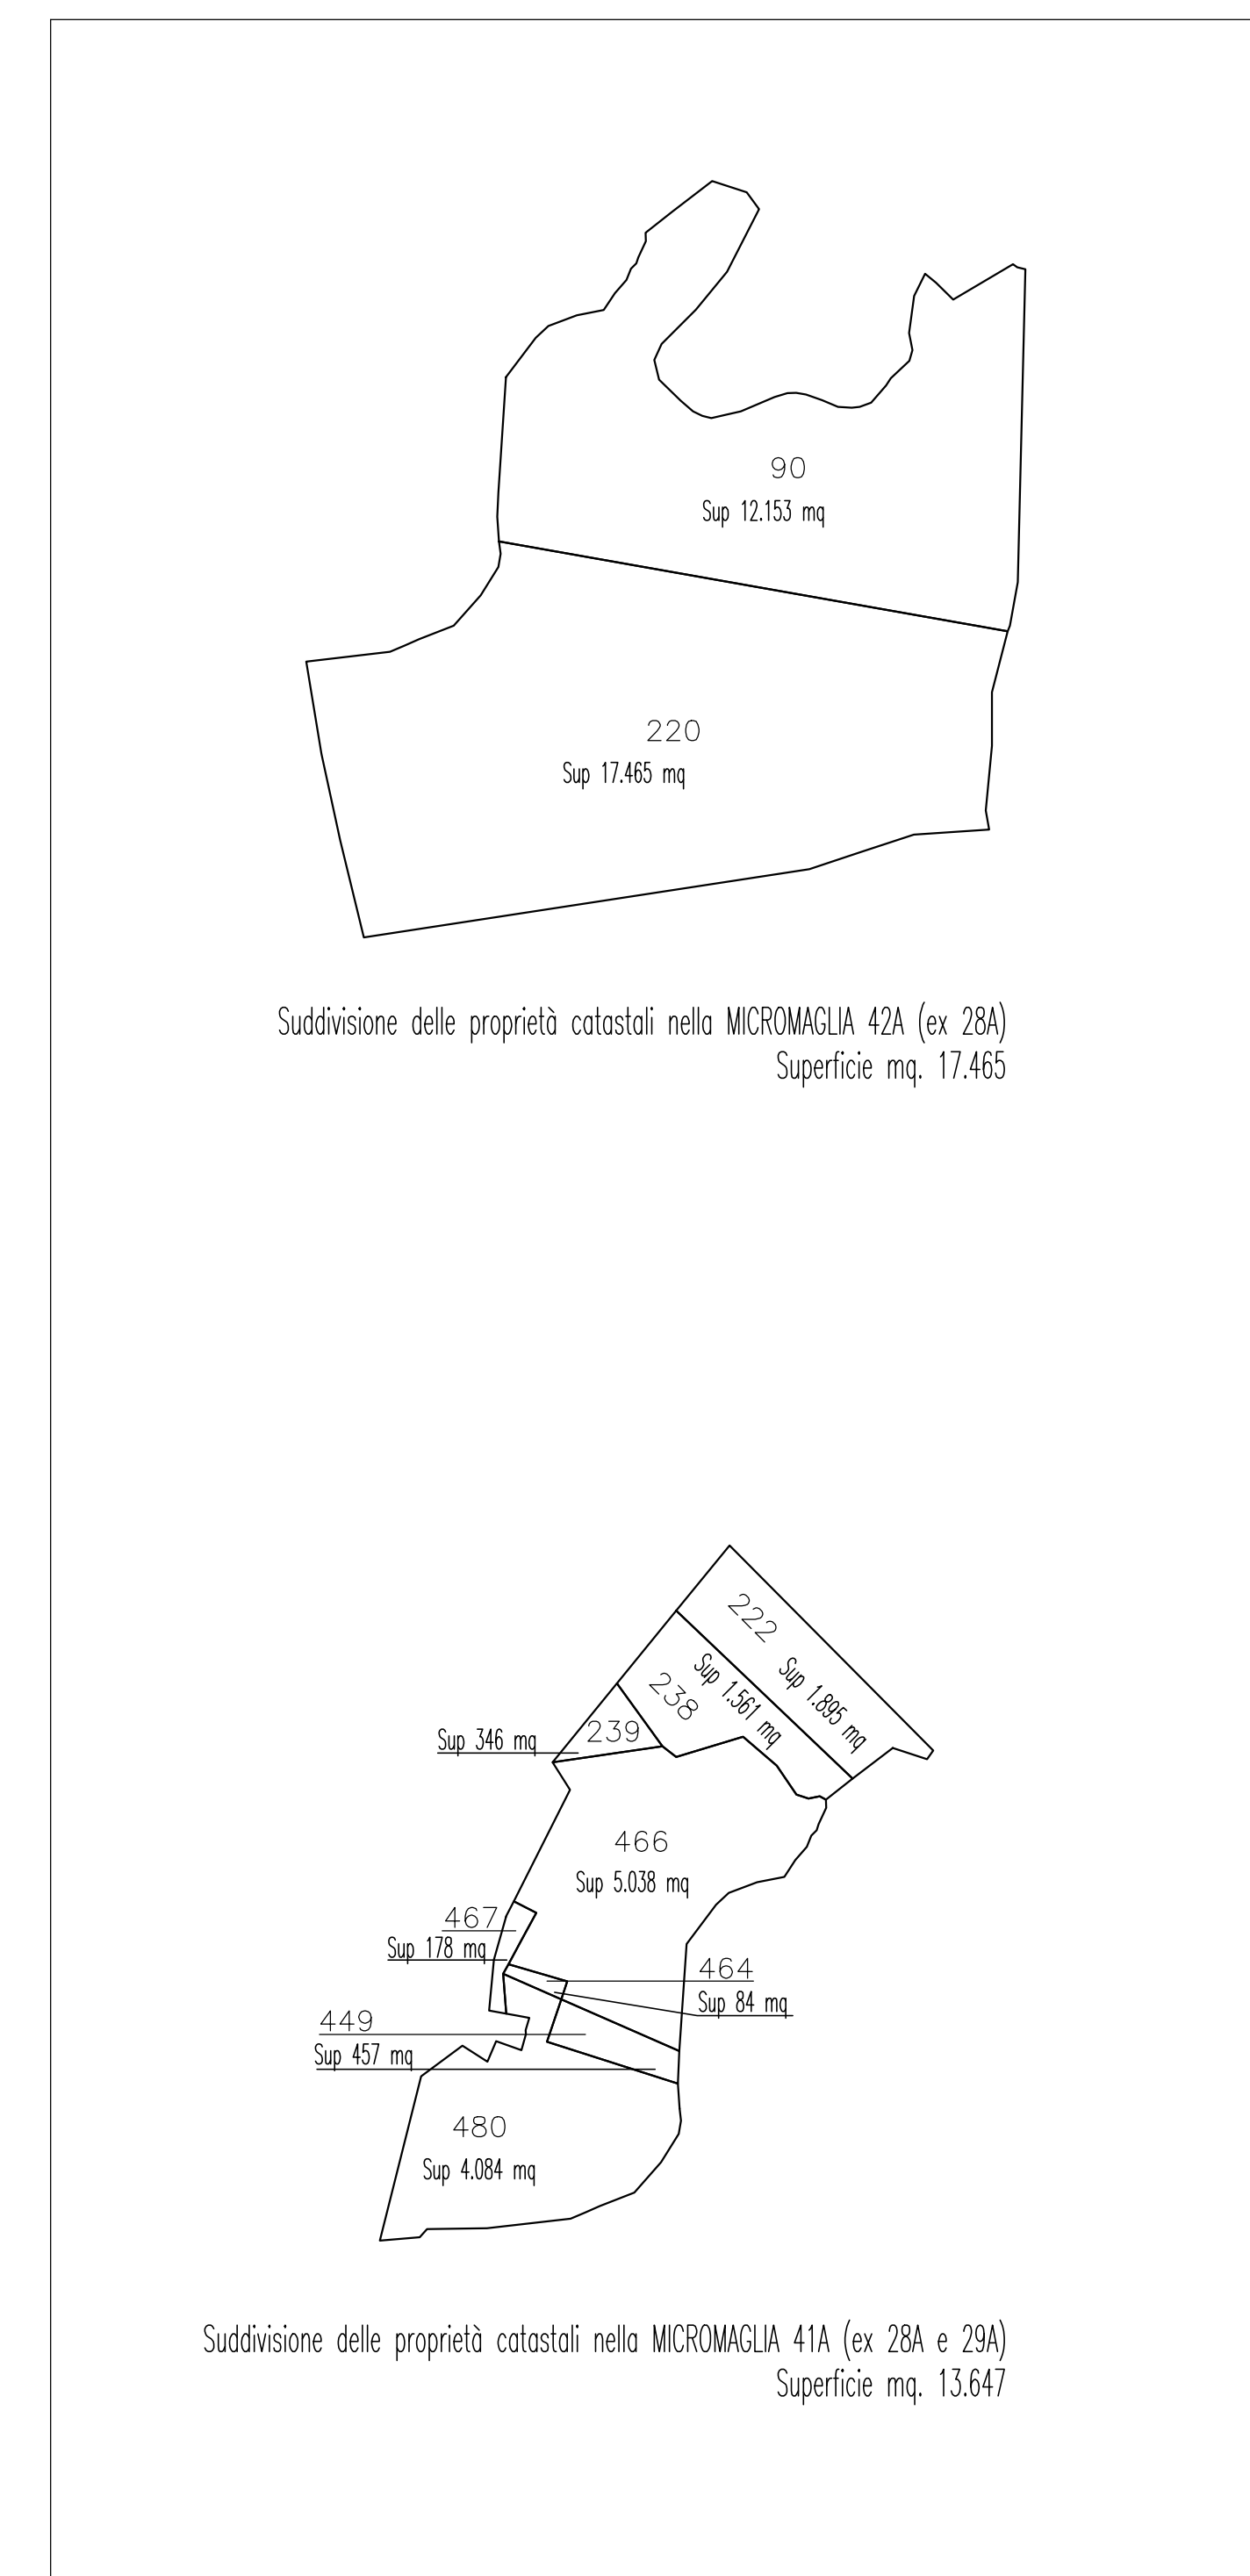 90
Sup 12.153 mq
220
Sup 17.465 mq
Suddivisione delle proprietà catastali nella MICROMAGLIA 42A (ex 28A)
Superficie mq. 17.465
222
Sup 1.895 mq
238
Sup 1.561 mq
239
Sup 346 mq
466
Sup 5.038 mq
467
Sup 178 mq
464
Sup 84 mq
449
Sup 457 mq
480
Sup 4.084 mq
Suddivisione delle proprietà catastali nella MICROMAGLIA 41A (ex 28A e 29A)
Superficie mq. 13.647